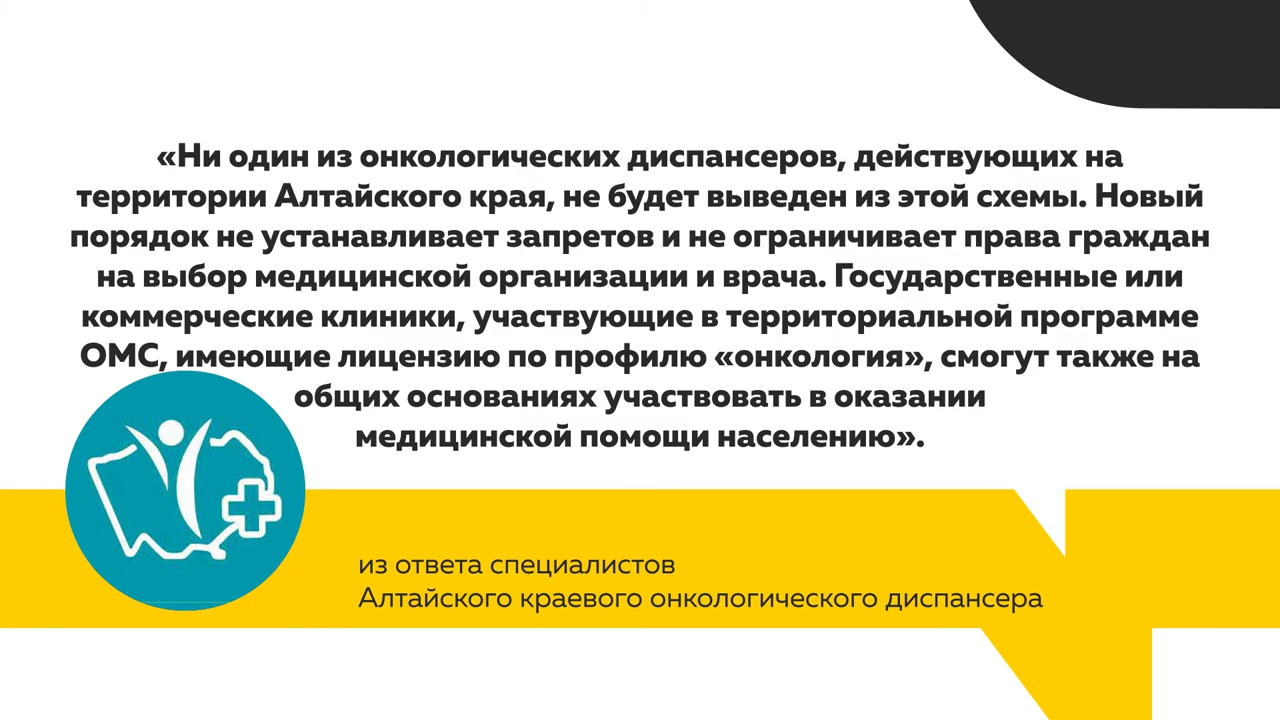 «Ни один из онкологических диспансеров, действующих на
территории Алтайского края, не будет выведен из этой схемы. Новый
порядок не устанавливает запретов и не ограничивает права граждан
на выбор медицинской организации и врача. Государственные или
коммерческие клиники, участвующие в территориальной программе
ОМС, имеющие лицензию по профилю «онкология», смогут также на
общих основаниях участвовать в оказании
медицинской помощи населению».
из ответа специалистов
Алтайского краевого онкологического диспансера